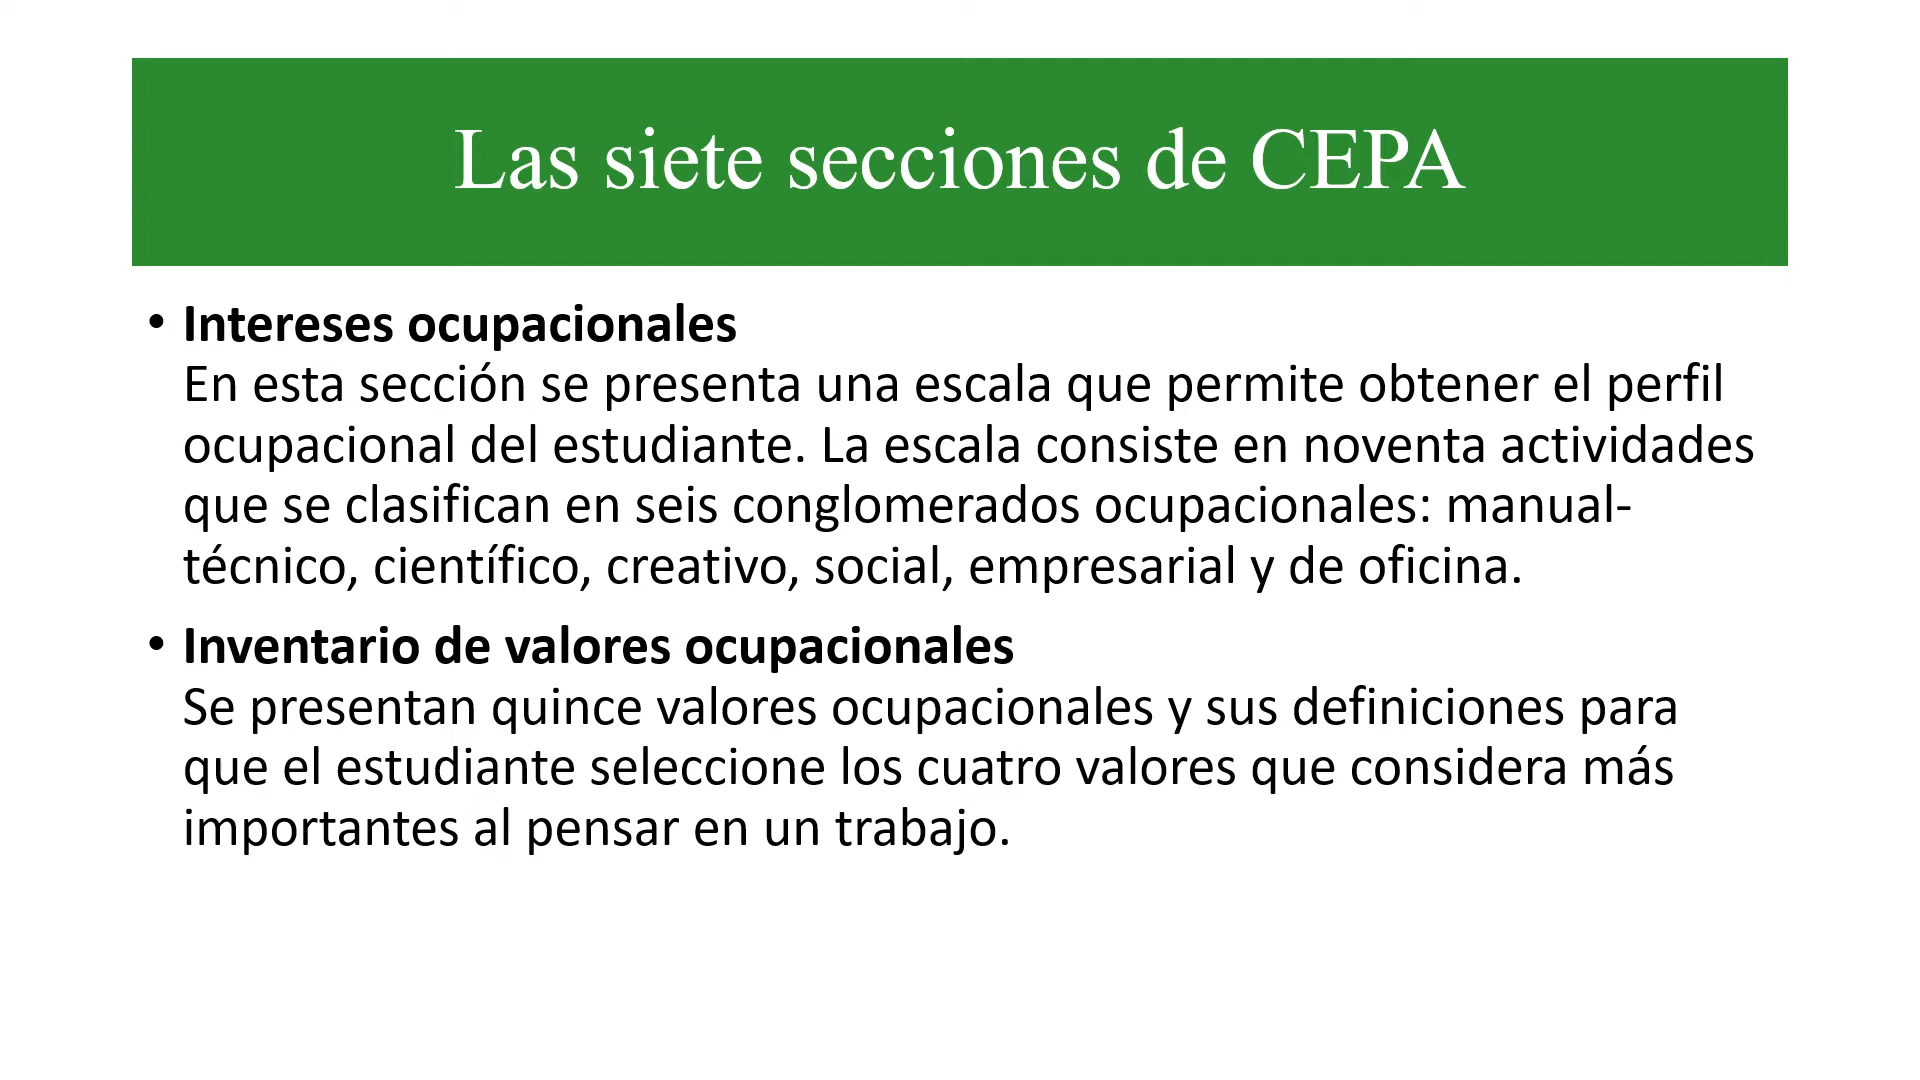 Las siete secciones de CEPA
• Intereses ocupacionales
En esta sección se presenta una escala que permite obtener el perfil
ocupacional del estudiante. La escala consiste en noventa actividades
que se clasifican en seis conglomerados ocupacionales: manual-
técnico, científico, creativo, social, empresarial y de oficina.
• Inventario de valores ocupacionales
Se presentan quince valores ocupacionales y sus definiciones para
que el estudiante seleccione los cuatro valores que considera más
importantes al pensar en un trabajo.